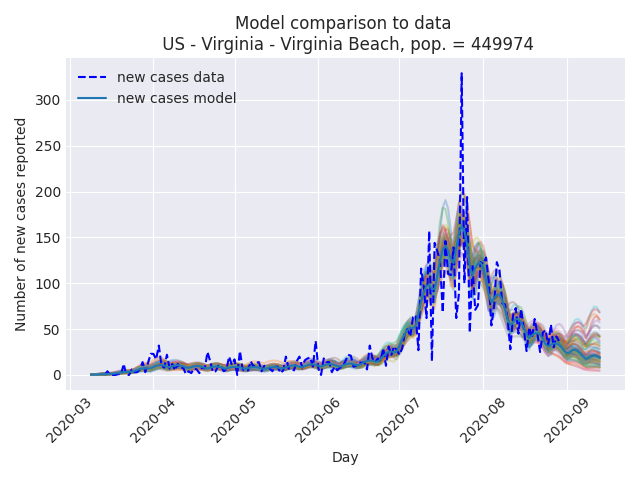 Model comparison to data
US - Virginia - Virginia Beach, pop. = 449974
new cases data
new cases model
Number of new cases reported
300
250
200
150
100
50
0
2020-03
2020-04
2020-05
2020-06
2020-07
2020-08
2020-09
Day